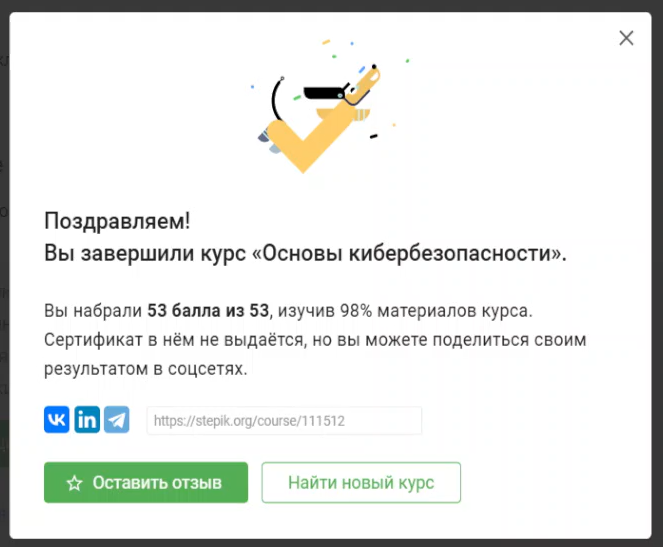 Поздравляем!
Вы завершили курс «Основы кибербезопасности».
Вы набрали 53 балла из 53, изучив 98% материалов курса.
Сертификат в нём не выдаётся, но вы можете поделиться своим
результатом в соцсетях.
https://stepik.org/course/111512
Оставить отзыв
Найти новый курс